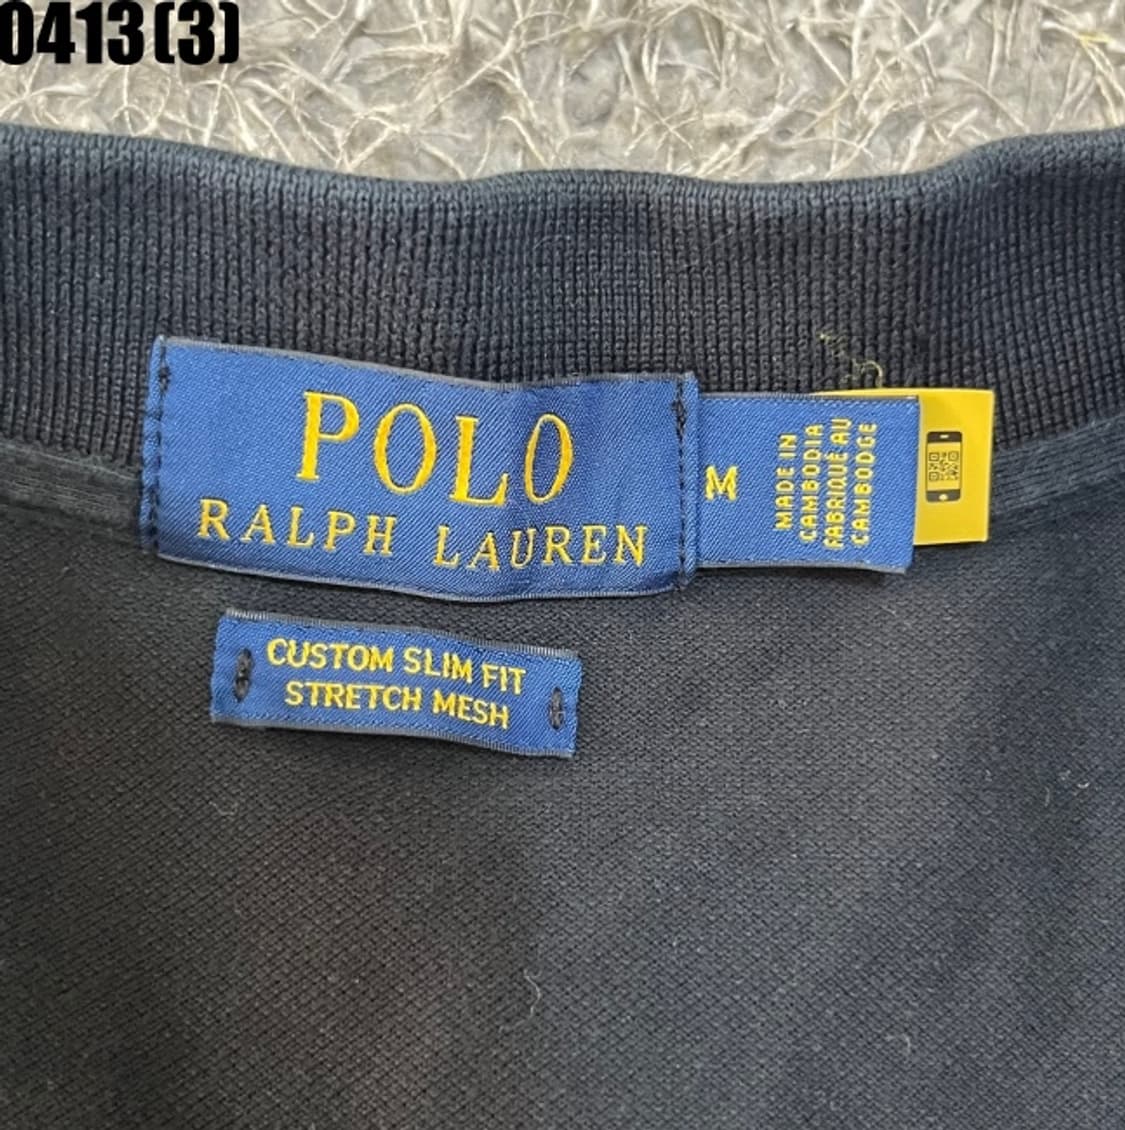 0413(3)
POLO
RALPH LAUREN
M
MADE IN
CAMBODIA
FABRIQUÉ AU
CAMBODGE
CUSTOM SLIM FIT
STRETCH MESH